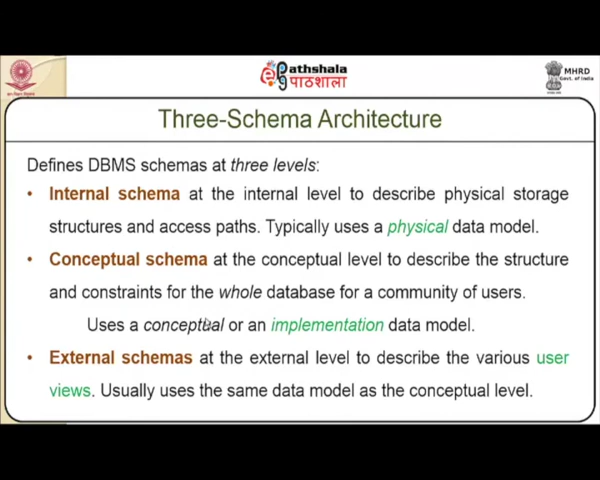 Pathshala
पाठशाला
MHRD
Govt. of India
Three-Schema Architecture
Defines DBMS schemas at three levels:
• Internal schema at the internal level to describe physical storage
structures and access paths. Typically uses a physical data model.
• Conceptual schema at the conceptual level to describe the structure
and constraints for the whole database for a community of users.
Uses a conceptual or an implementation data model.
• External schemas at the external level to describe the various user
views. Usually uses the same data model as the conceptual level.